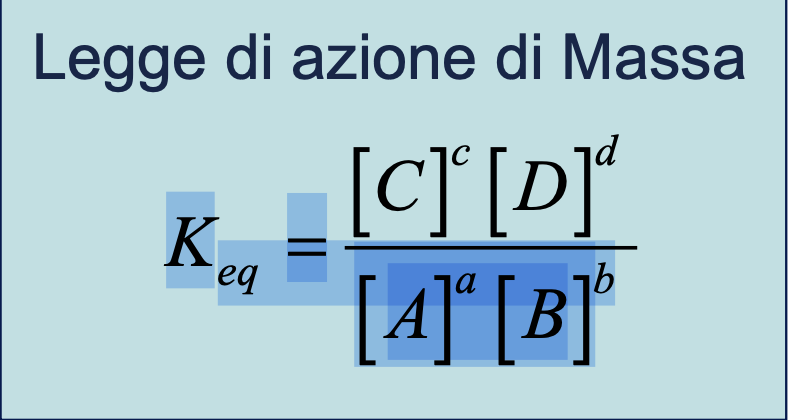 Legge di azione di Massa
K_eq = [C]^c [D]^d / [A]^a [B]^b